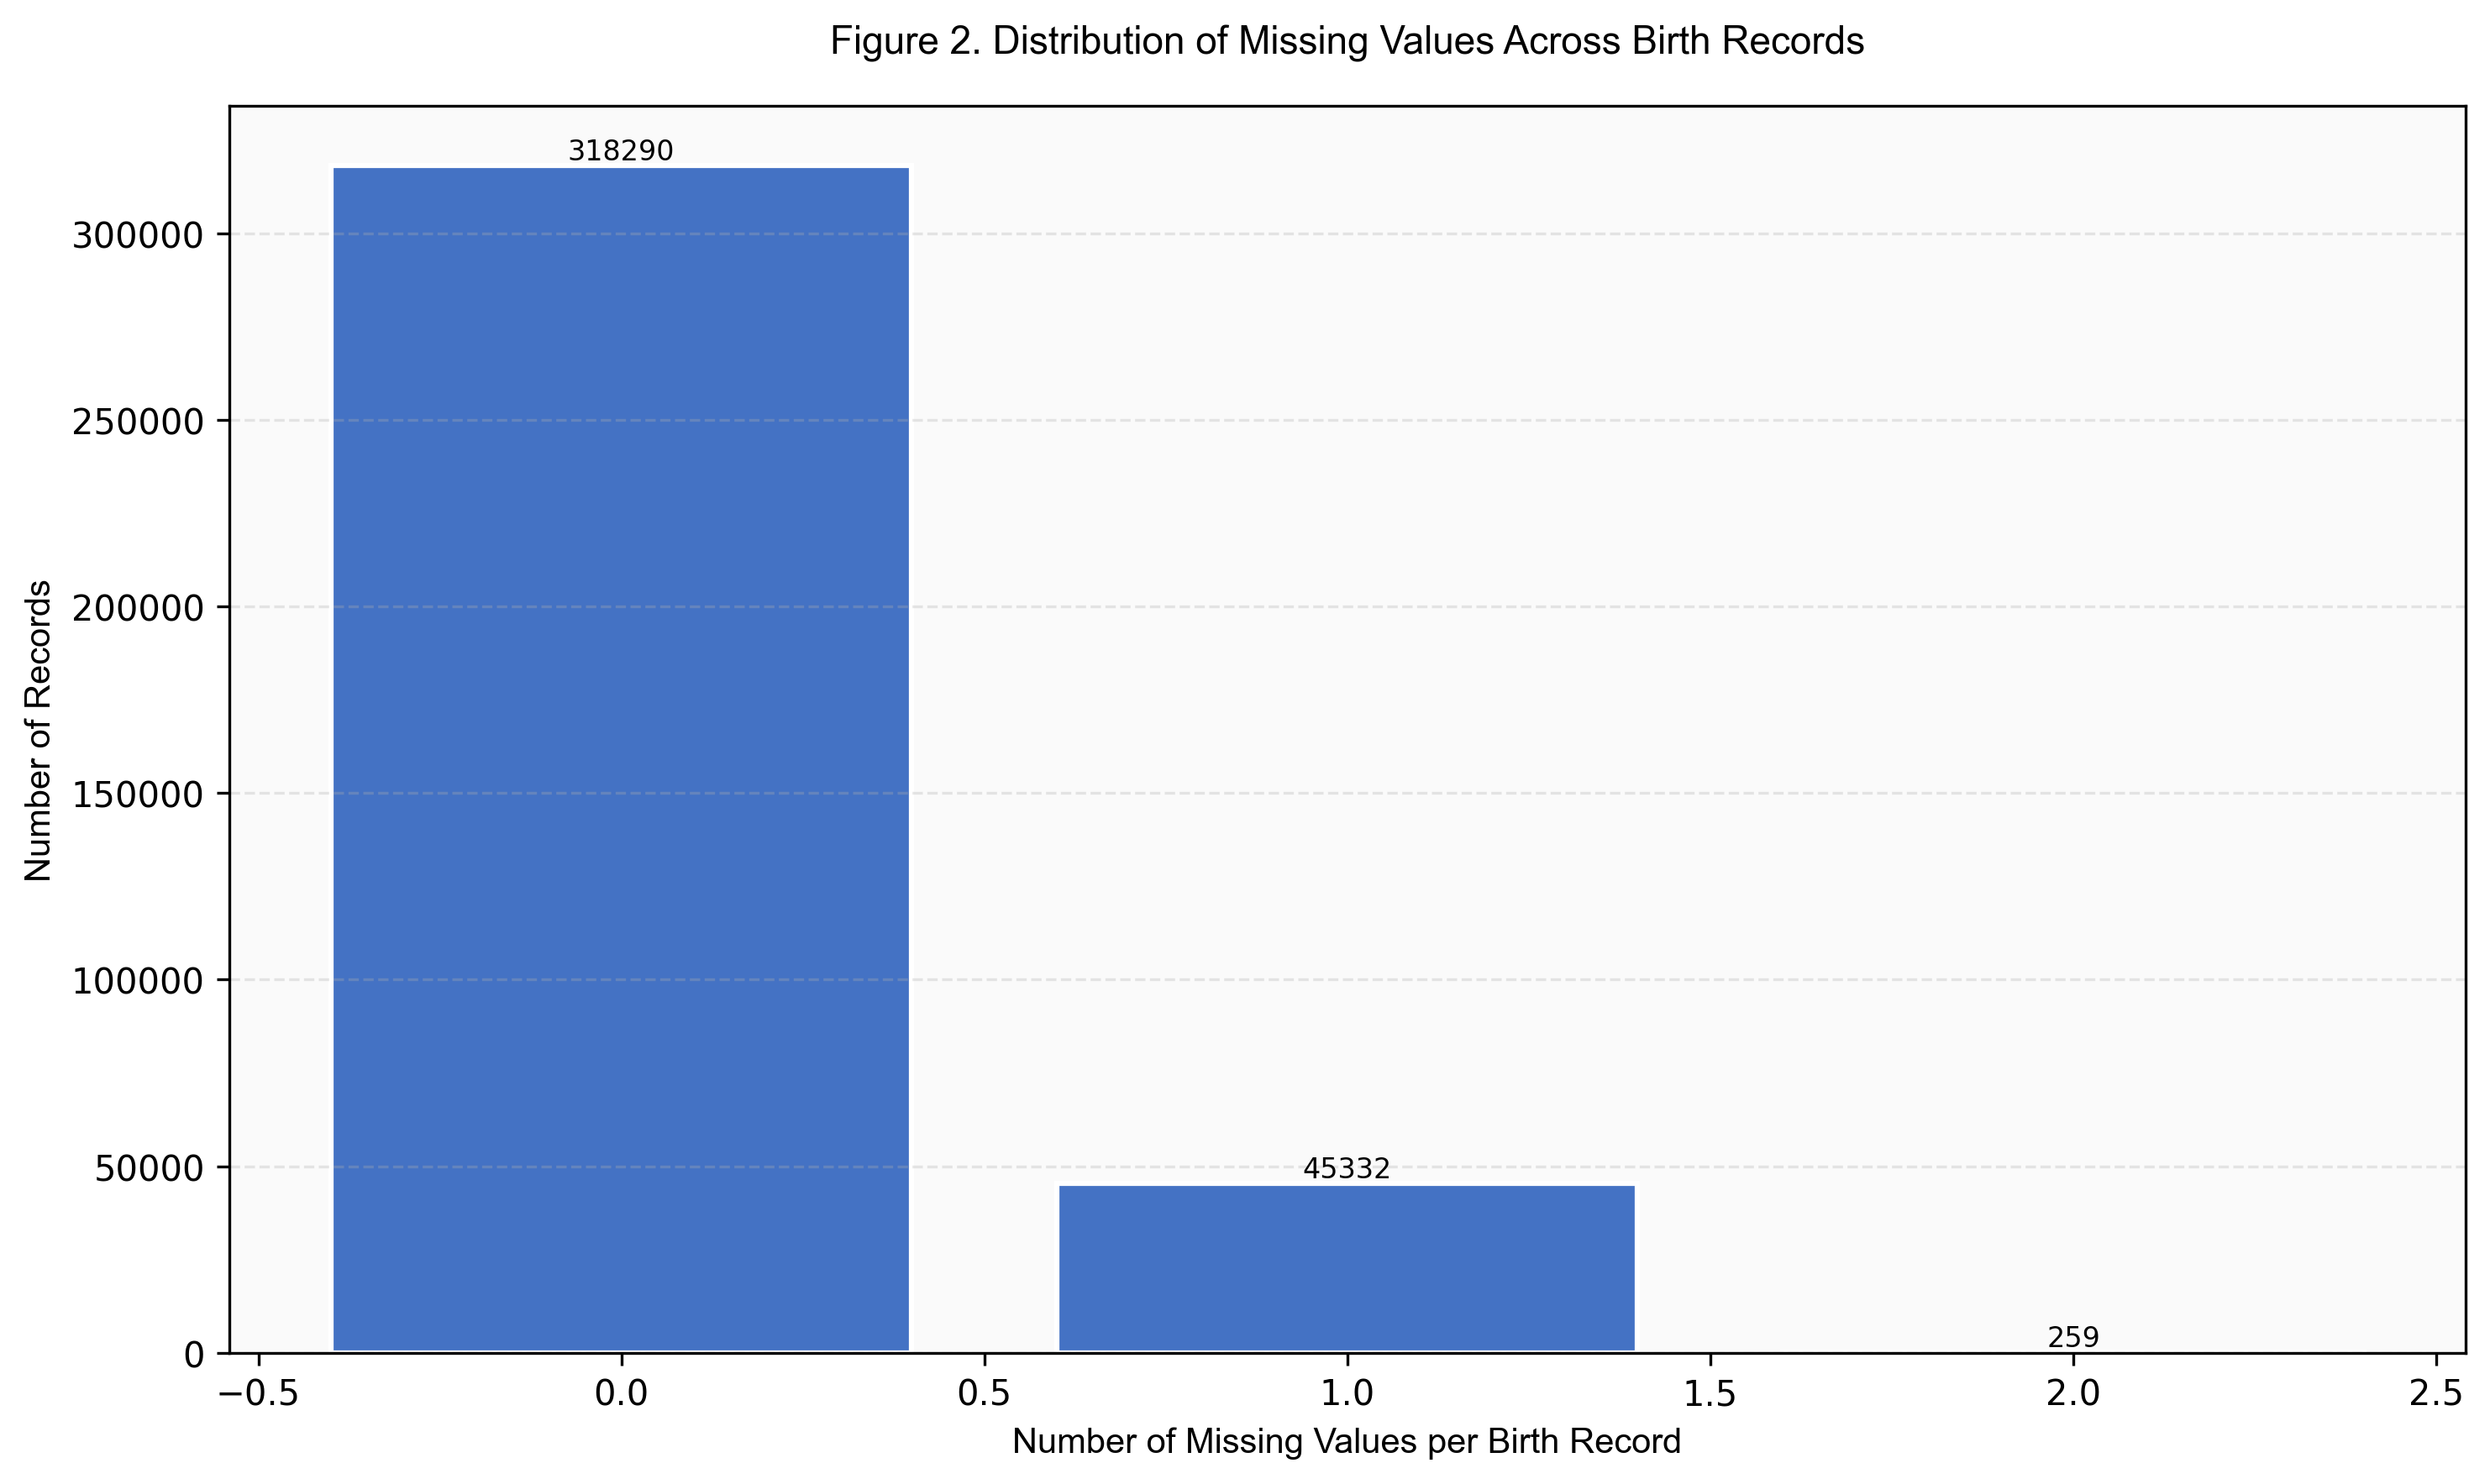 Figure 2. Distribution of Missing Values Across Birth Records
318290
300000
250000
200000
150000
100000
50000
0
45332
259
Number of Records
−0.5 0.0 0.5 1.0 1.5 2.0 2.5
Number of Missing Values per Birth Record